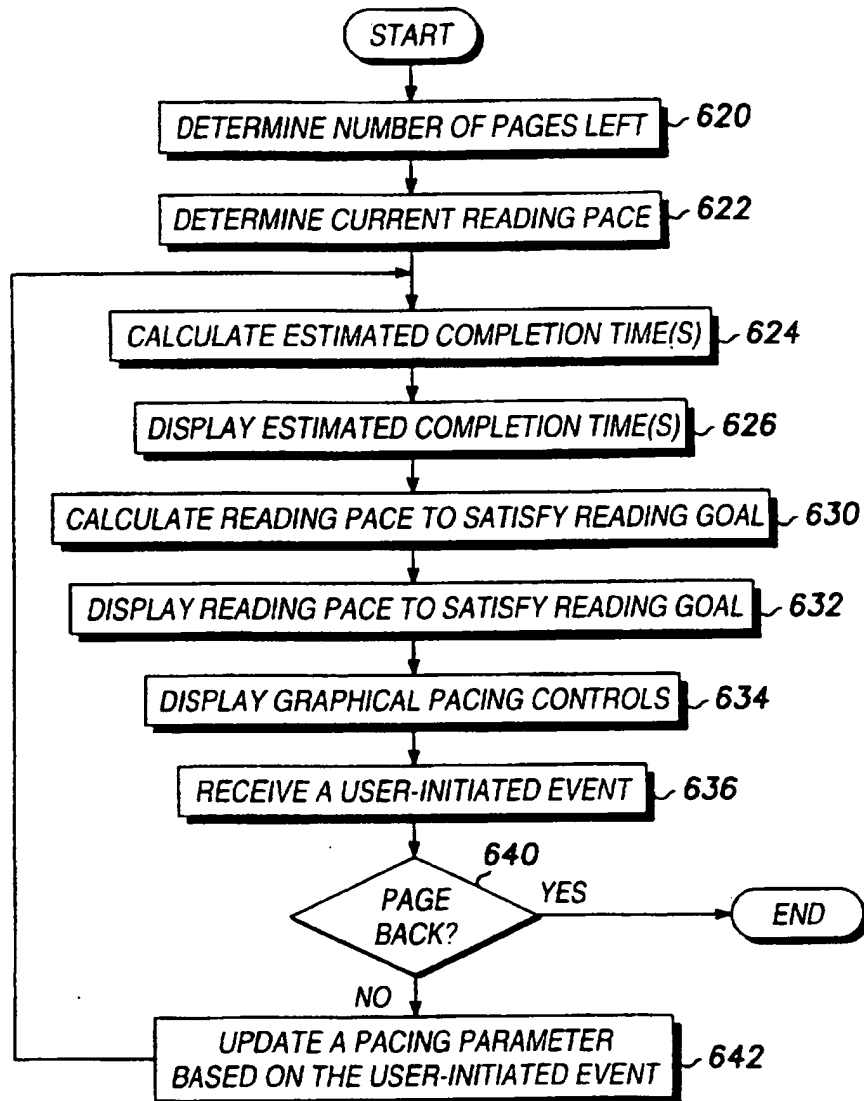 START
DETERMINE NUMBER OF PAGES LEFT 620
DETERMINE CURRENT READING PACE 622
CALCULATE ESTIMATED COMPLETION TIME(S) 624
DISPLAY ESTIMATED COMPLETION TIME(S) 626
CALCULATE READING PACE TO SATISFY READING GOAL 630
DISPLAY READING PACE TO SATISFY READING GOAL 632
DISPLAY GRAPHICAL PACING CONTROLS 634
RECEIVE A USER-INITIATED EVENT 636
640
PAGE
BACK?
YES
END
NO
UPDATE A PACING PARAMETER
BASED ON THE USER-INITIATED EVENT 642